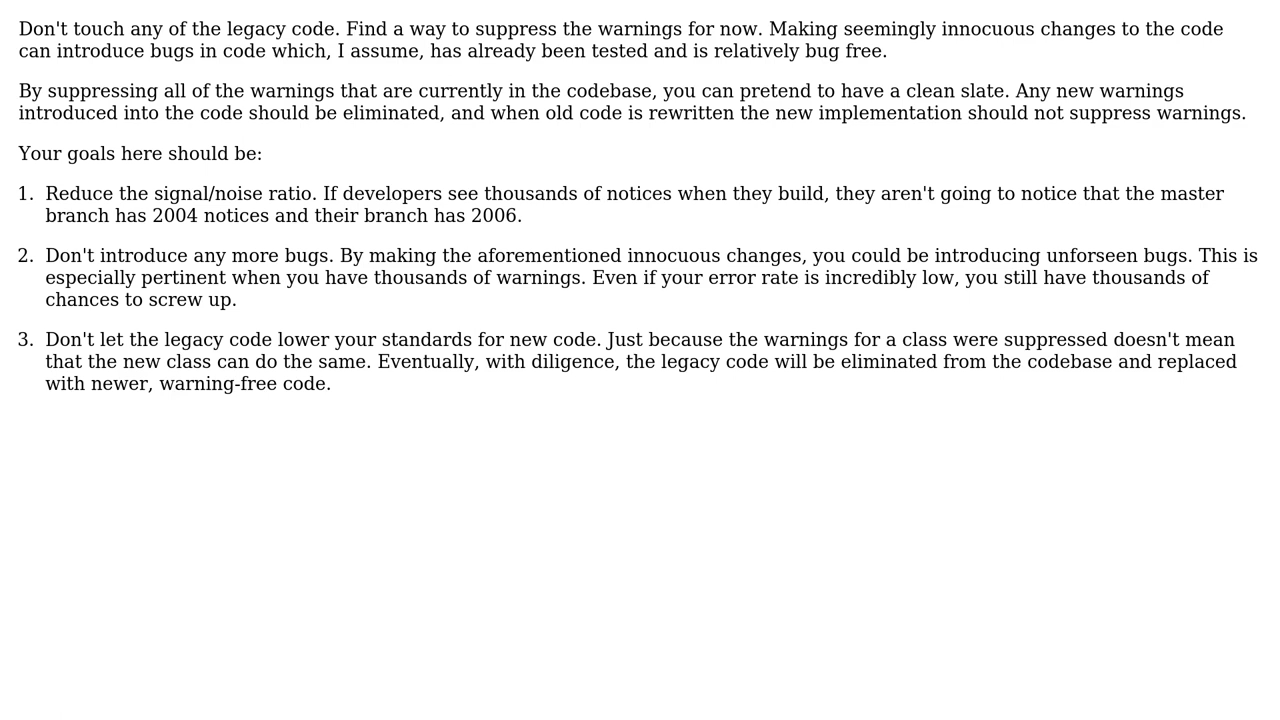 Don't touch any of the legacy code. Find a way to suppress the warnings for now. Making seemingly innocuous changes to the code
can introduce bugs in code which, I assume, has already been tested and is relatively bug free.
By suppressing all of the warnings that are currently in the codebase, you can pretend to have a clean slate. Any new warnings
introduced into the code should be eliminated, and when old code is rewritten the new implementation should not suppress warnings.
Your goals here should be:
1. Reduce the signal/noise ratio. If developers see thousands of notices when they build, they aren't going to notice that the master
branch has 2004 notices and their branch has 2006.
2. Don't introduce any more bugs. By making the aforementioned innocuous changes, you could be introducing unforseen bugs. This is
especially pertinent when you have thousands of warnings. Even if your error rate is incredibly low, you still have thousands of
chances to screw up.
3. Don't let the legacy code lower your standards for new code. Just because the warnings for a class were suppressed doesn't mean
that the new class can do the same. Eventually, with diligence, the legacy code will be eliminated from the codebase and replaced
with newer, warning-free code.